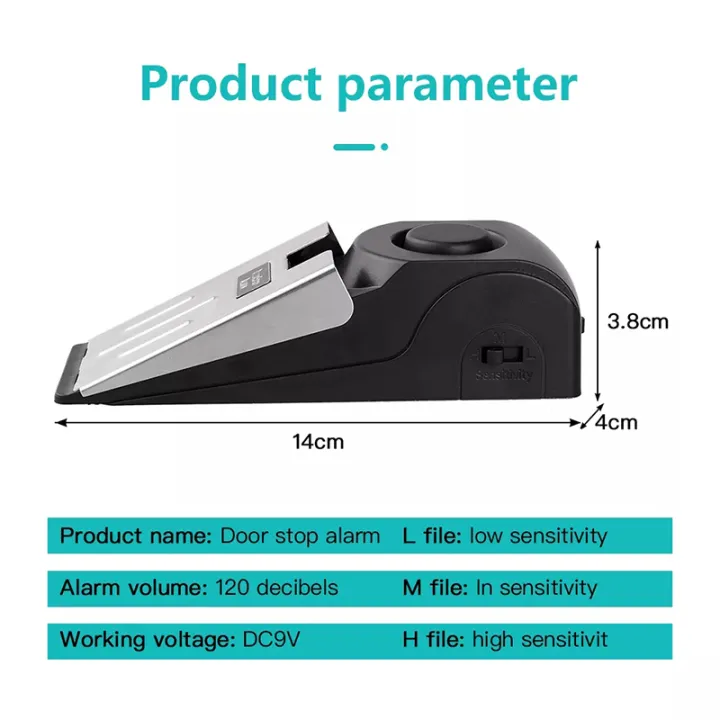 Product parameter
3.8cm
M
L
Sensitivity
4cm
14cm
Product name: Door stop alarm L file: low sensitivity
Alarm volume: 120 decibels M file: In sensitivity
Working voltage: DC9V H file: high sensitivit